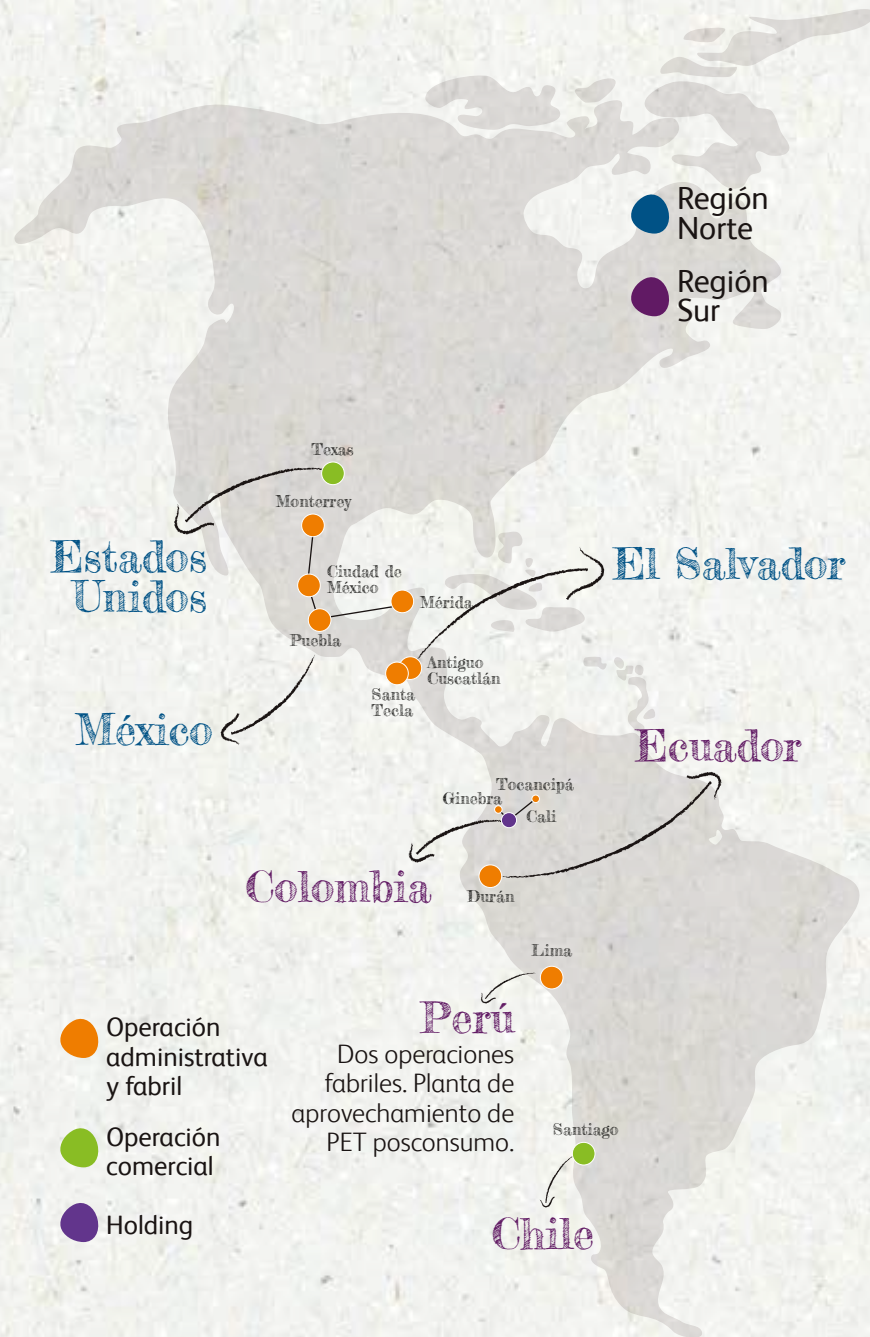 Región
Norte
Región
Sur
Texas
Monterrey
Estados
Unidos
Ciudad de
México
Mérida
Puebla
El Salvador
Antiguo
Cuscatlán
Santa
Tecla
México
Ecuador
Tocancipá
Ginebra
Cali
Colombia
Durán
Lima
Perú
Dos operaciones
fabriles. Planta de
aprovechamiento de
PET posconsumo.
Operación
administrativa
y fabril
Operación
comercial
Holding
Santiago
Chile